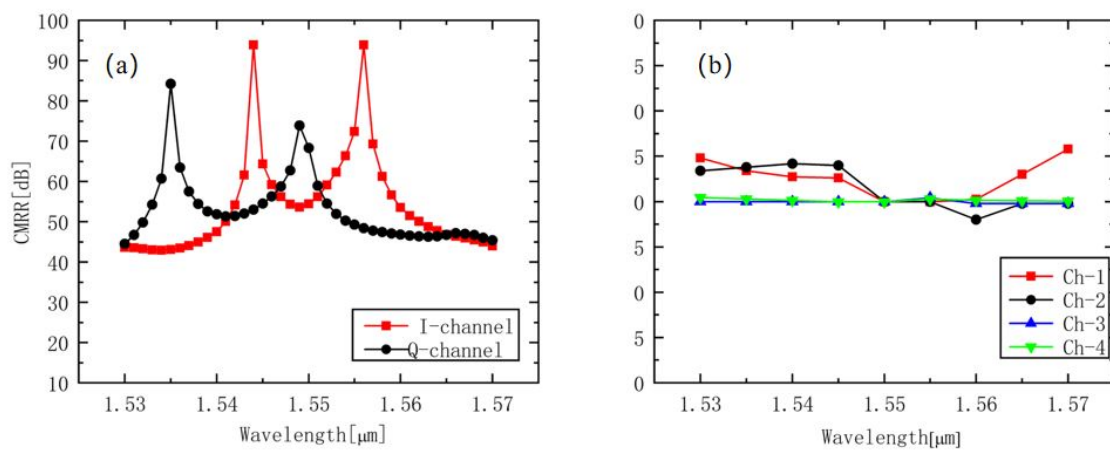 (a)
CMRR[dB]
100
90
80
70
60
50
40
30
20
10
1.53 1.54 1.55 1.56 1.57
Wavelength[μm]
I-channel
Q-channel
(b)
0
5
0
5
0
5
0
5
0
1.53 1.54 1.55 1.56 1.57
Wavelength[μm]
Ch-1
Ch-2
Ch-3
Ch-4